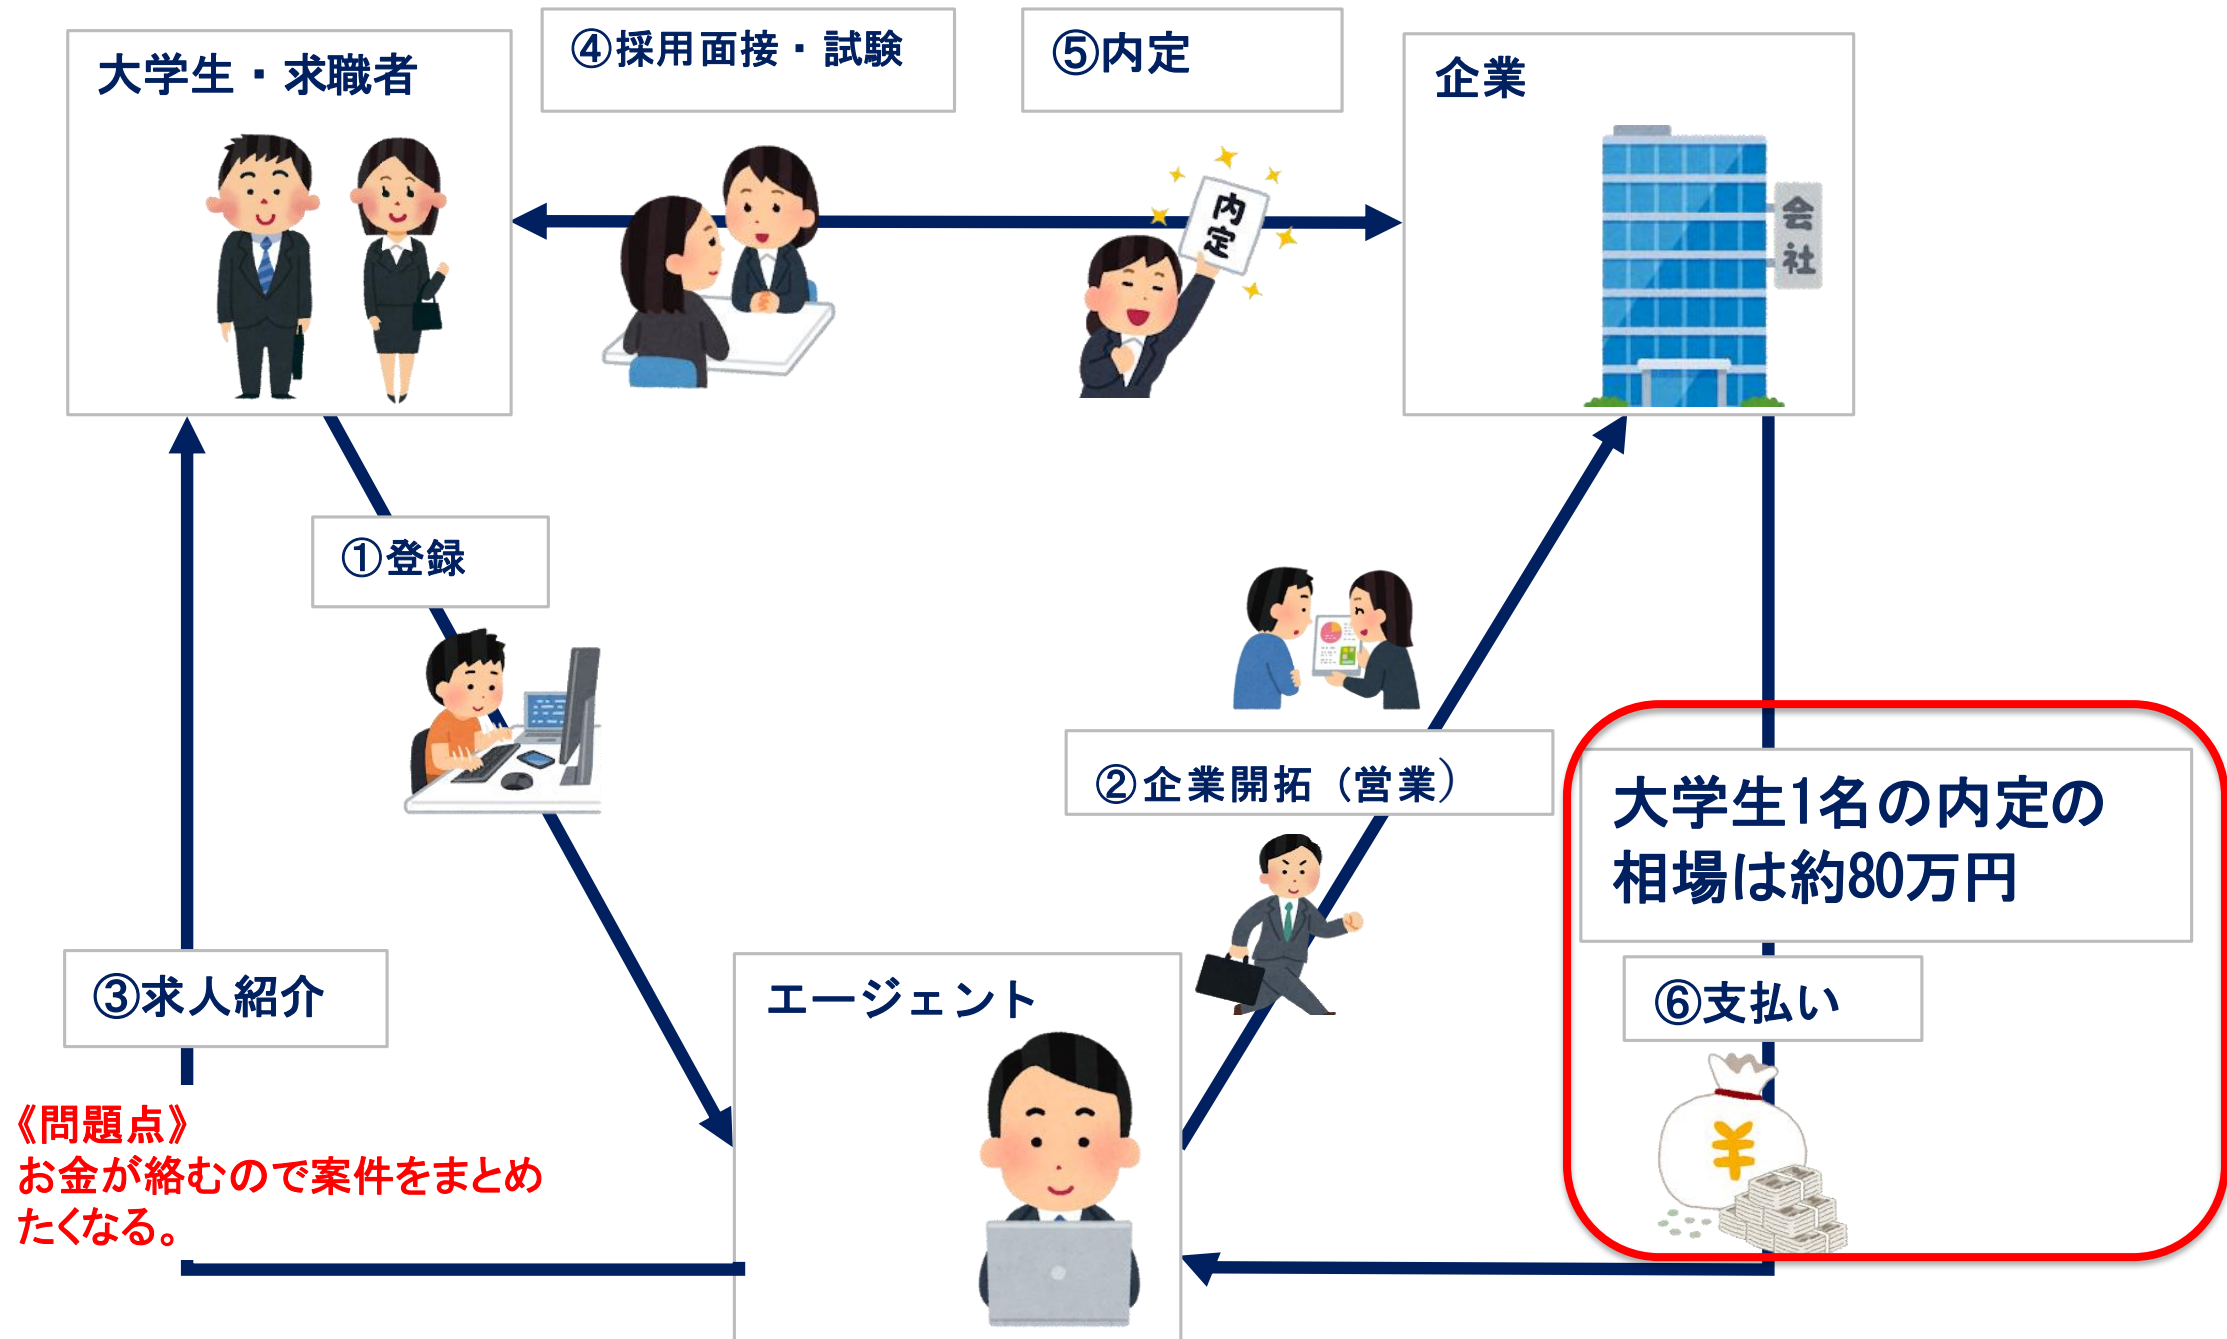 大学生・求職者
④採用面接・試験
⑤内定
企業
内定
会社
①登録
②企業開拓（営業）
大学生1名の内定の
相場は約80万円
③求人紹介
エージェント
⑥支払い
¥
《問題点》
お金が絡むので案件をまとめ
たくなる。